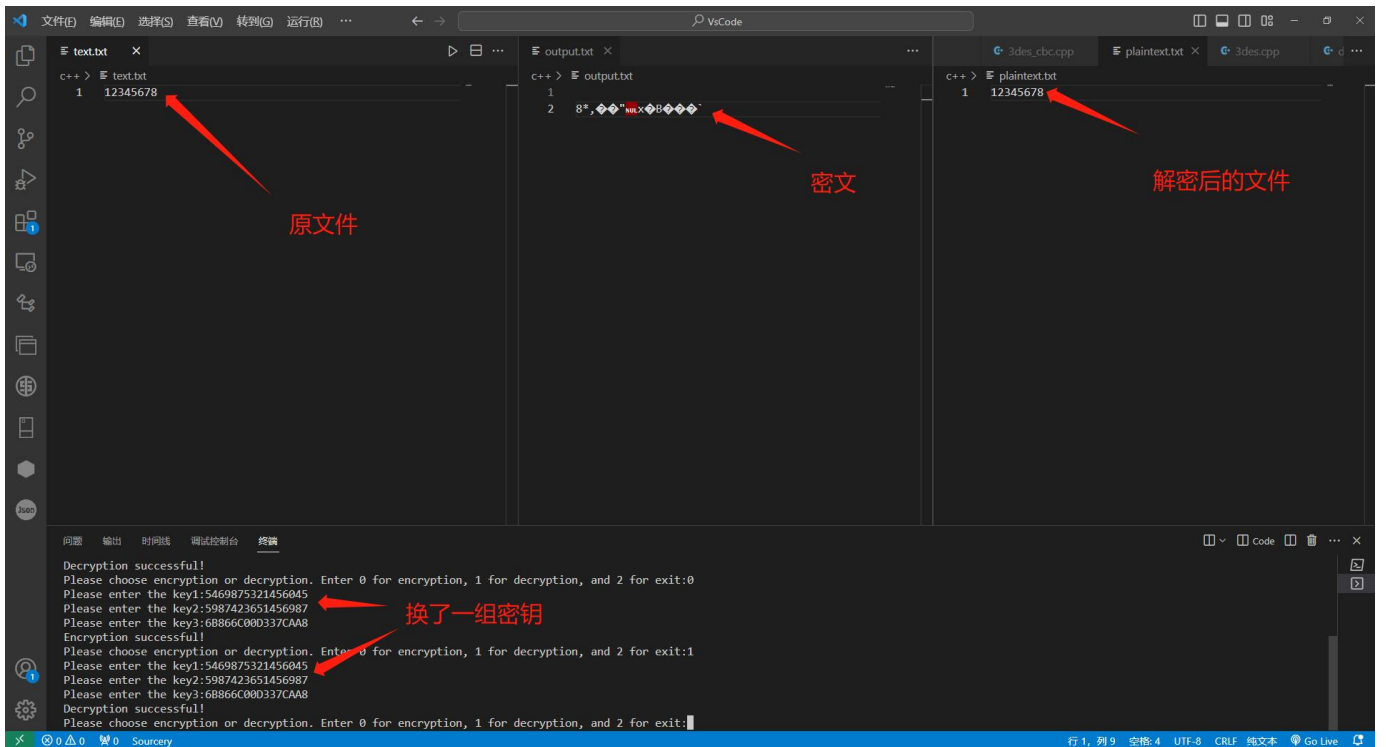 文件(F) 编辑(E) 选择(S) 查看(V) 转到(G) 运行(R) ··· ← → VsCode
text.txt ×
c++ > text.txt
1 12345678
原文件
output.txt ×
c++ > output.txt
1
2 8*,��"NULx�B���`
密文
3des_cbc.cpp plaintext.txt × 3des.cpp
c++ > plaintext.txt
1 12345678
解密后的文件
问题 输出 时间线 调试控制台 终端 Code
Decryption successful!
Please choose encryption or decryption. Enter 0 for encryption, 1 for decryption, and 2 for exit:0
Please enter the key1:5469875321456045
Please enter the key2:5987423651456987
Please enter the key3:6B866C00D337CAA8
换了一组密钥
Encryption successful!
Please choose encryption or decryption. Enter 0 for encryption, 1 for decryption, and 2 for exit:1
Please enter the key1:5469875321456045
Please enter the key2:5987423651456987
Please enter the key3:6B866C00D337CAA8
Decryption successful!
Please choose encryption or decryption. Enter 0 for encryption, 1 for decryption, and 2 for exit:
Json
1
1
0 0 0 Sourcery 行 1, 列 9 空格: 4 UTF-8 CRLF 纯文本 Go Live